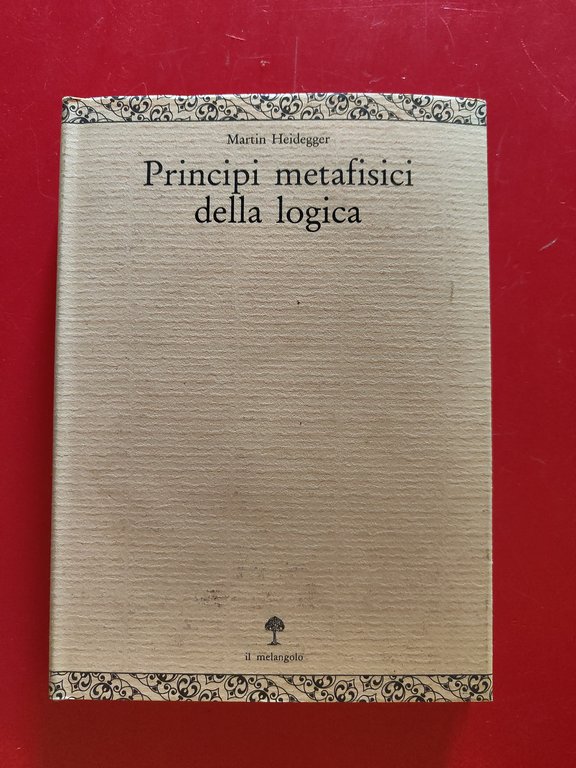 Martin Heidegger
Principi metafisici
della logica
il melangolo